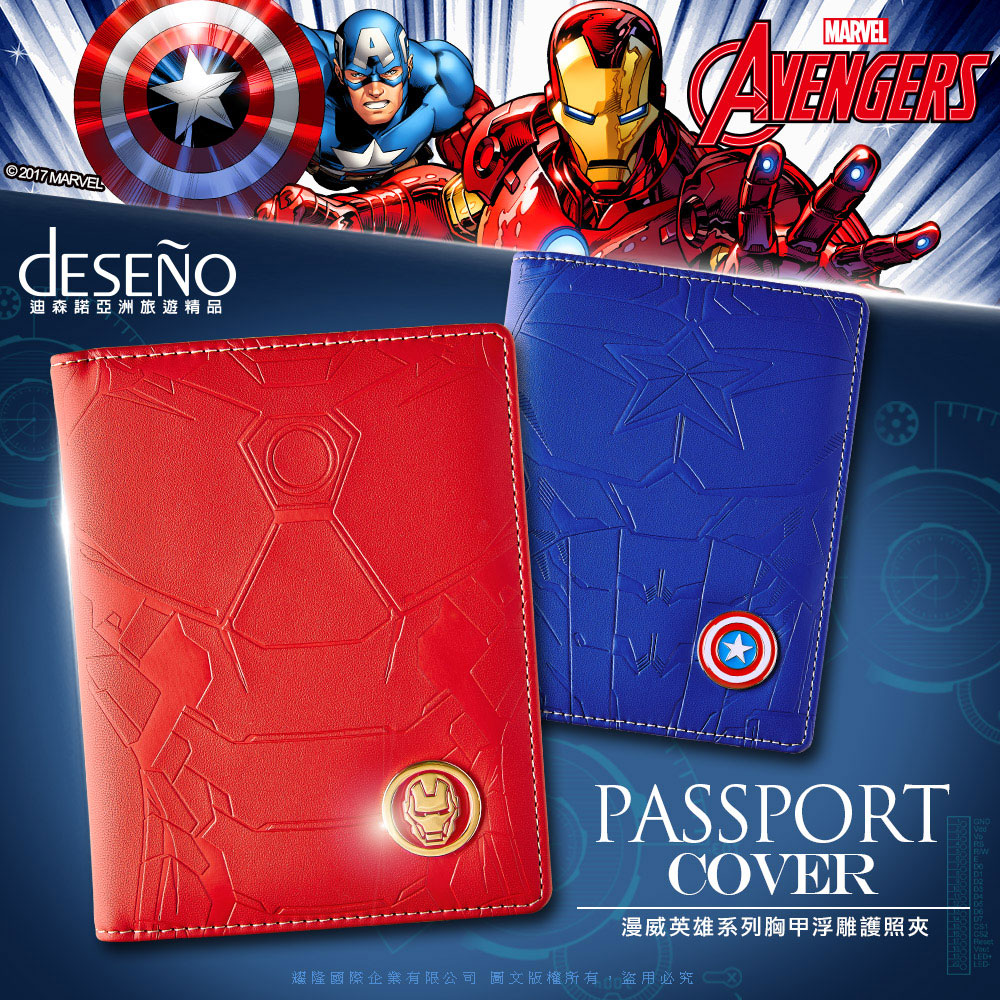 MARVEL
AVENGERS
© 2017 MARVEL
dESEÑO
迪森諾亞洲旅遊精品
PASSPORT
COVER
漫威英雄系列胸甲浮雕護照夾
耀隆國際企業有限公司 圖文版權所有，盜用必究